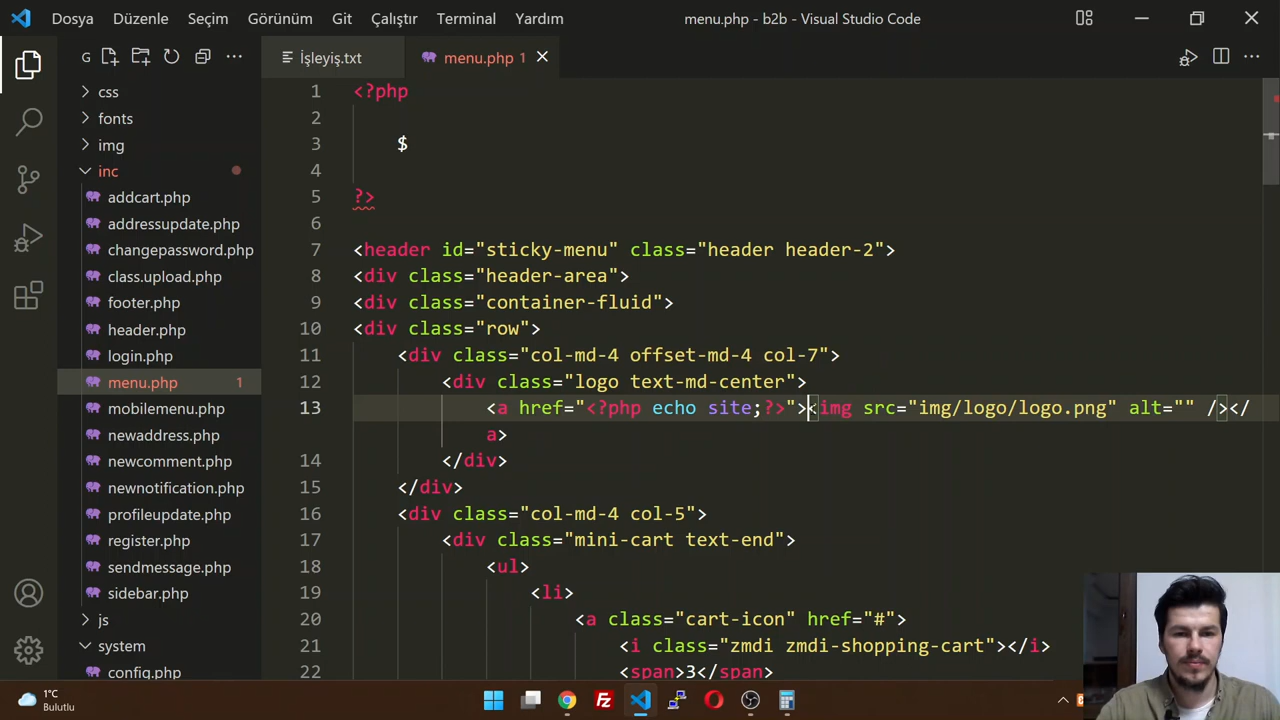 Dosya Düzenle Seçim Görünüm Git Çalıştır Terminal Yardım menu.php - b2b - Visual Studio Code
G İşleyiş.txt menu.php 1
css
fonts
img
inc
addcart.php
addressupdate.php
changepassword.php
class.upload.php
footer.php
header.php
login.php
menu.php 1
mobilemenu.php
newaddress.php
newcomment.php
newnotification.php
profileupdate.php
register.php
sendmessage.php
sidebar.php
js
system
config.php
1 <?php
2
3 $
4
5 ?>
6
7 <header id="sticky-menu" class="header header-2">
8 <div class="header-area">
9 <div class="container-fluid">
10 <div class="row">
11 <div class="col-md-4 offset-md-4 col-7">
12 <div class="logo text-md-center">
13 <a href="<?php echo site;?>"><img src="img/logo/logo.png" alt="" /></
a>
14 </div>
15 </div>
16 <div class="col-md-4 col-5">
17 <div class="mini-cart text-end">
18 <ul>
19 <li>
20 <a class="cart-icon" href="#">
21 <i class="zmdi zmdi-shopping-cart"></i>
22 <span>3</span>
1°C
Bulutlu